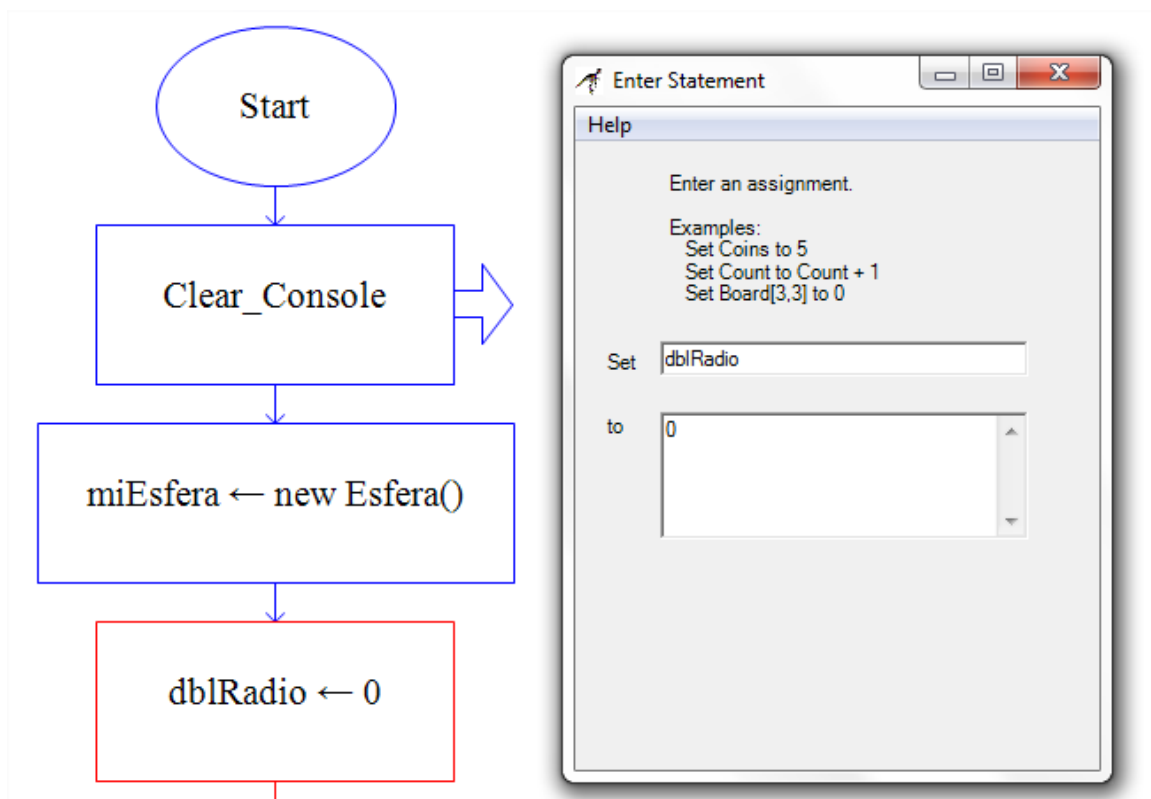 Start
Clear_Console
miEsfera ← new Esfera()
dblRadio ← 0
Enter Statement
Help
Enter an assignment.
Examples:
Set Coins to 5
Set Count to Count + 1
Set Board[3,3] to 0
Set dblRadio
to 0